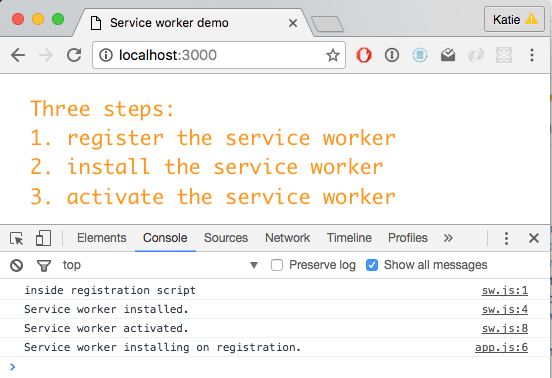 Service worker demo
Katie
localhost:3000
Three steps:
1. register the service worker
2. install the service worker
3. activate the service worker
Elements Console Sources Network Timeline Profiles »
top Preserve log Show all messages
inside registration script sw.js:1
Service worker installed. sw.js:4
Service worker activated. sw.js:8
Service worker installing on registration. app.js:6
>